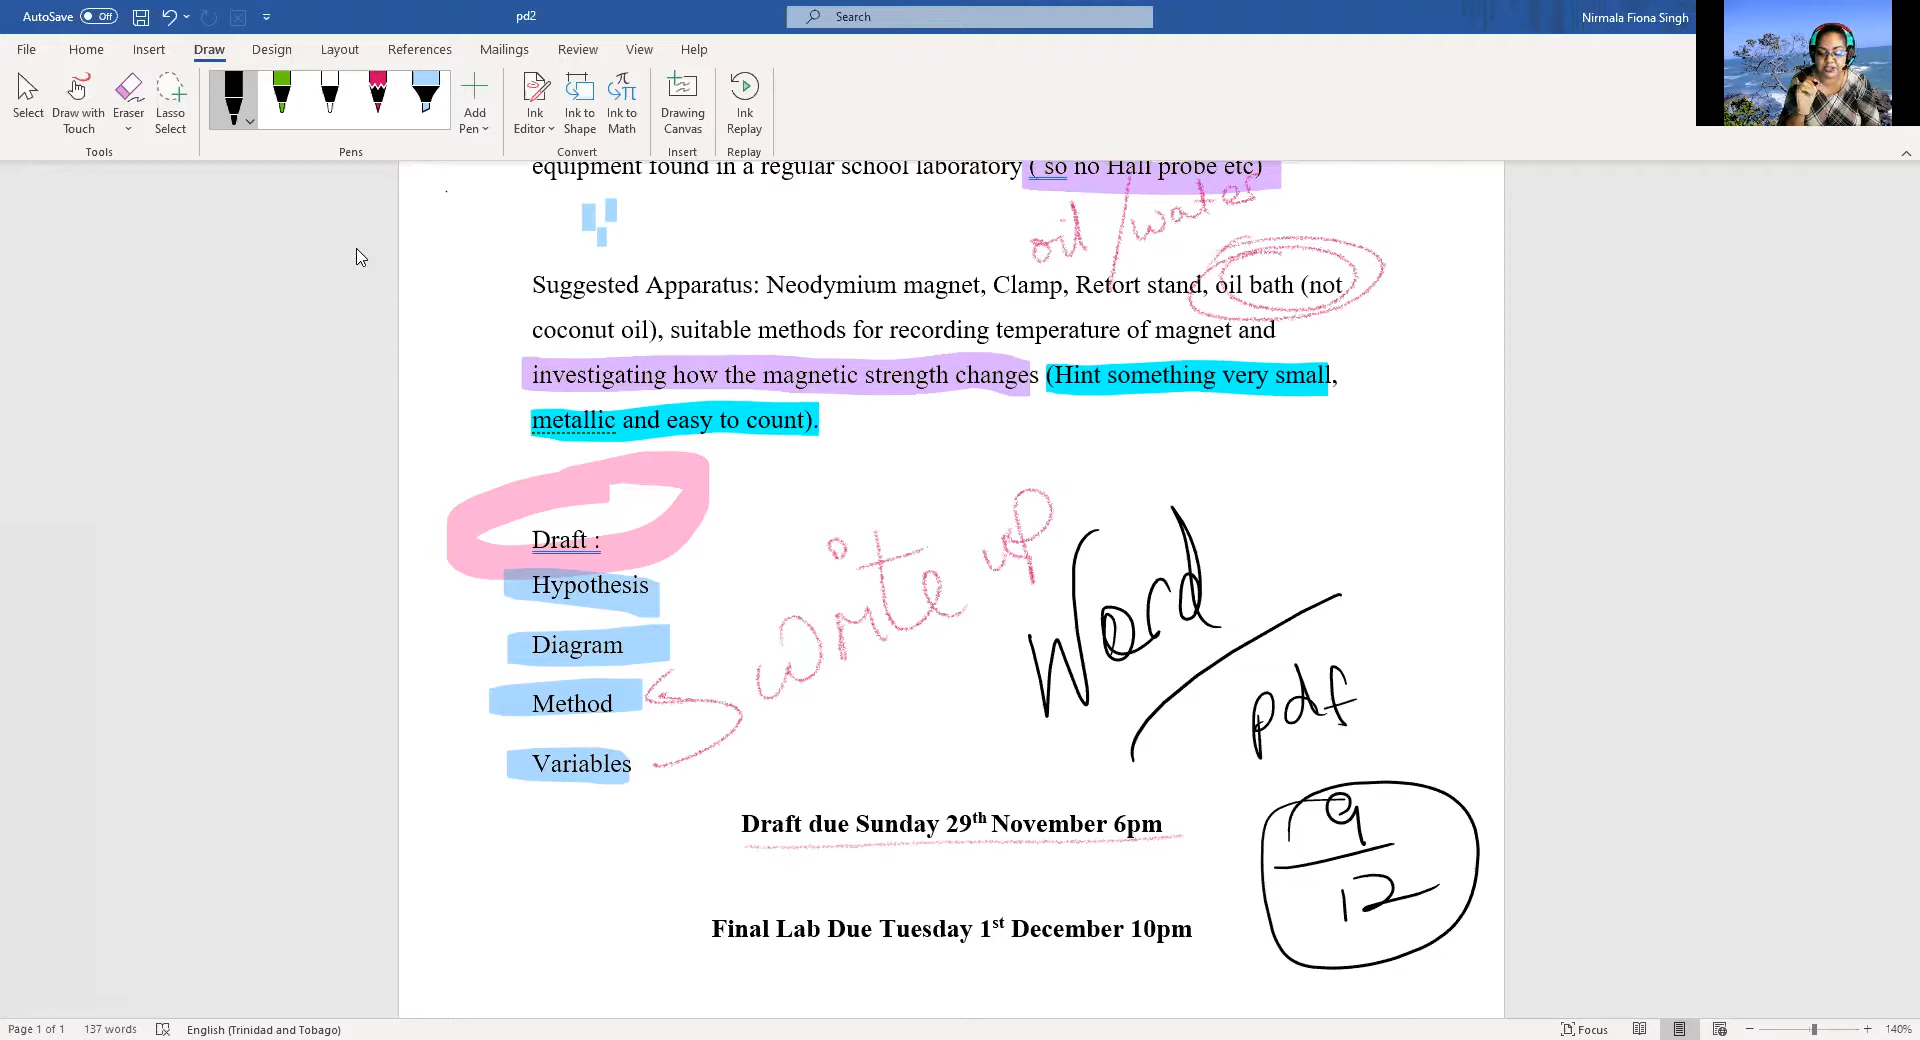 AutoSave Off
pd2
Search
Nirmala Fiona Singh
File Home Insert Draw Design Layout References Mailings Review View Help
Select
Draw with Touch
Eraser
Lasso Select
Add Pen
Ink Editor
Ink to Shape
Ink to Math
Drawing Canvas
Ink Replay
Tools Pens Convert Insert Replay
equipment found in a regular school laboratory ( so no Hall probe etc)
oil/water
Suggested Apparatus: Neodymium magnet, Clamp, Retort stand, oil bath (not
coconut oil), suitable methods for recording temperature of magnet and
investigating how the magnetic strength changes (Hint something very small,
metallic and easy to count).
Draft :
Hypothesis
Diagram
Method
Variables
write up
Word
pdf
Draft due Sunday 29th November 6pm
9
12
Final Lab Due Tuesday 1st December 10pm
Page 1 of 1 137 words English (Trinidad and Tobago) Focus 140%